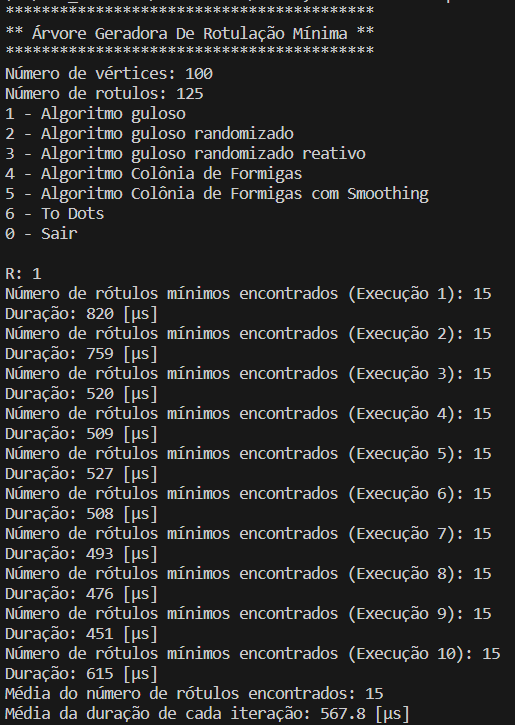 *****************************************
** Árvore Geradora De Rotulação Mínima **
*****************************************
Número de vértices: 100
Número de rotulos: 125
1 - Algoritmo guloso
2 - Algoritmo guloso randomizado
3 - Algoritmo guloso randomizado reativo
4 - Algoritmo Colônia de Formigas
5 - Algoritmo Colônia de Formigas com Smoothing
6 - To Dots
0 - Sair
R: 1
Número de rótulos mínimos encontrados (Execução 1): 15
Duração: 820 [µs]
Número de rótulos mínimos encontrados (Execução 2): 15
Duração: 759 [µs]
Número de rótulos mínimos encontrados (Execução 3): 15
Duração: 520 [µs]
Número de rótulos mínimos encontrados (Execução 4): 15
Duração: 509 [µs]
Número de rótulos mínimos encontrados (Execução 5): 15
Duração: 527 [µs]
Número de rótulos mínimos encontrados (Execução 6): 15
Duração: 508 [µs]
Número de rótulos mínimos encontrados (Execução 7): 15
Duração: 493 [µs]
Número de rótulos mínimos encontrados (Execução 8): 15
Duração: 476 [µs]
Número de rótulos mínimos encontrados (Execução 9): 15
Duração: 451 [µs]
Número de rótulos mínimos encontrados (Execução 10): 15
Duração: 615 [µs]
Média do número de rótulos encontrados: 15
Média da duração de cada iteração: 567.8 [µs]